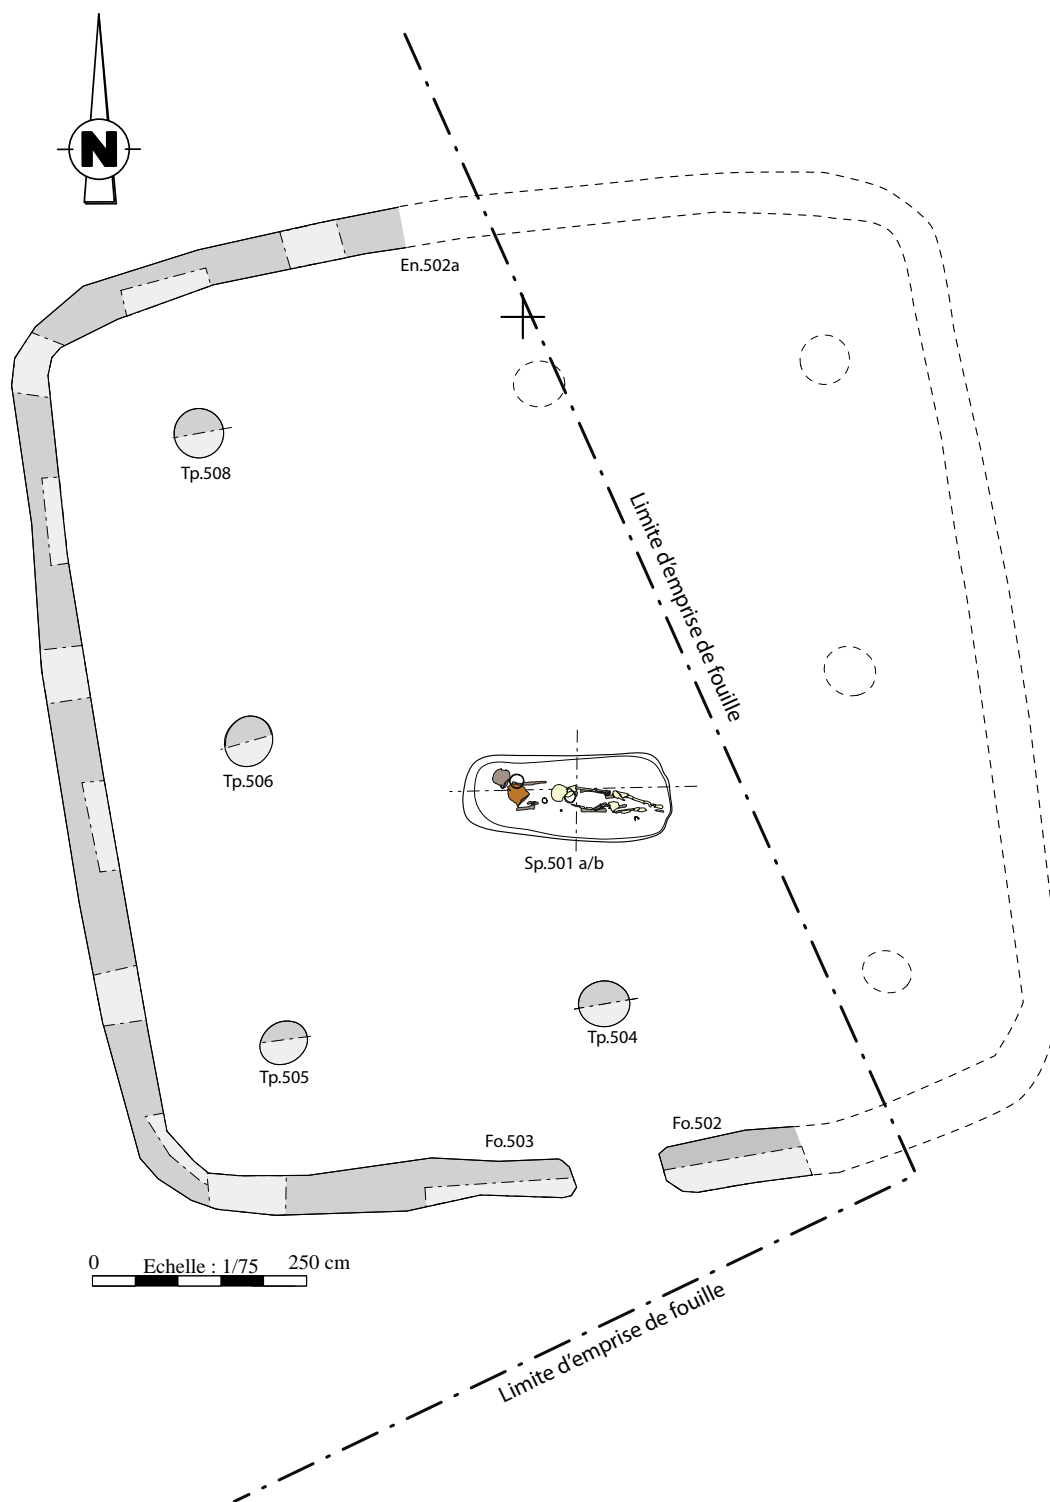 N
En.502a
Tp.508
Limite d'emprise de fouille
Tp.506
Sp.501 a/b
Tp.504
Tp.505
Fo.502
Fo.503
0 Echelle : 1/75 250 cm
Limite d'emprise de fouille